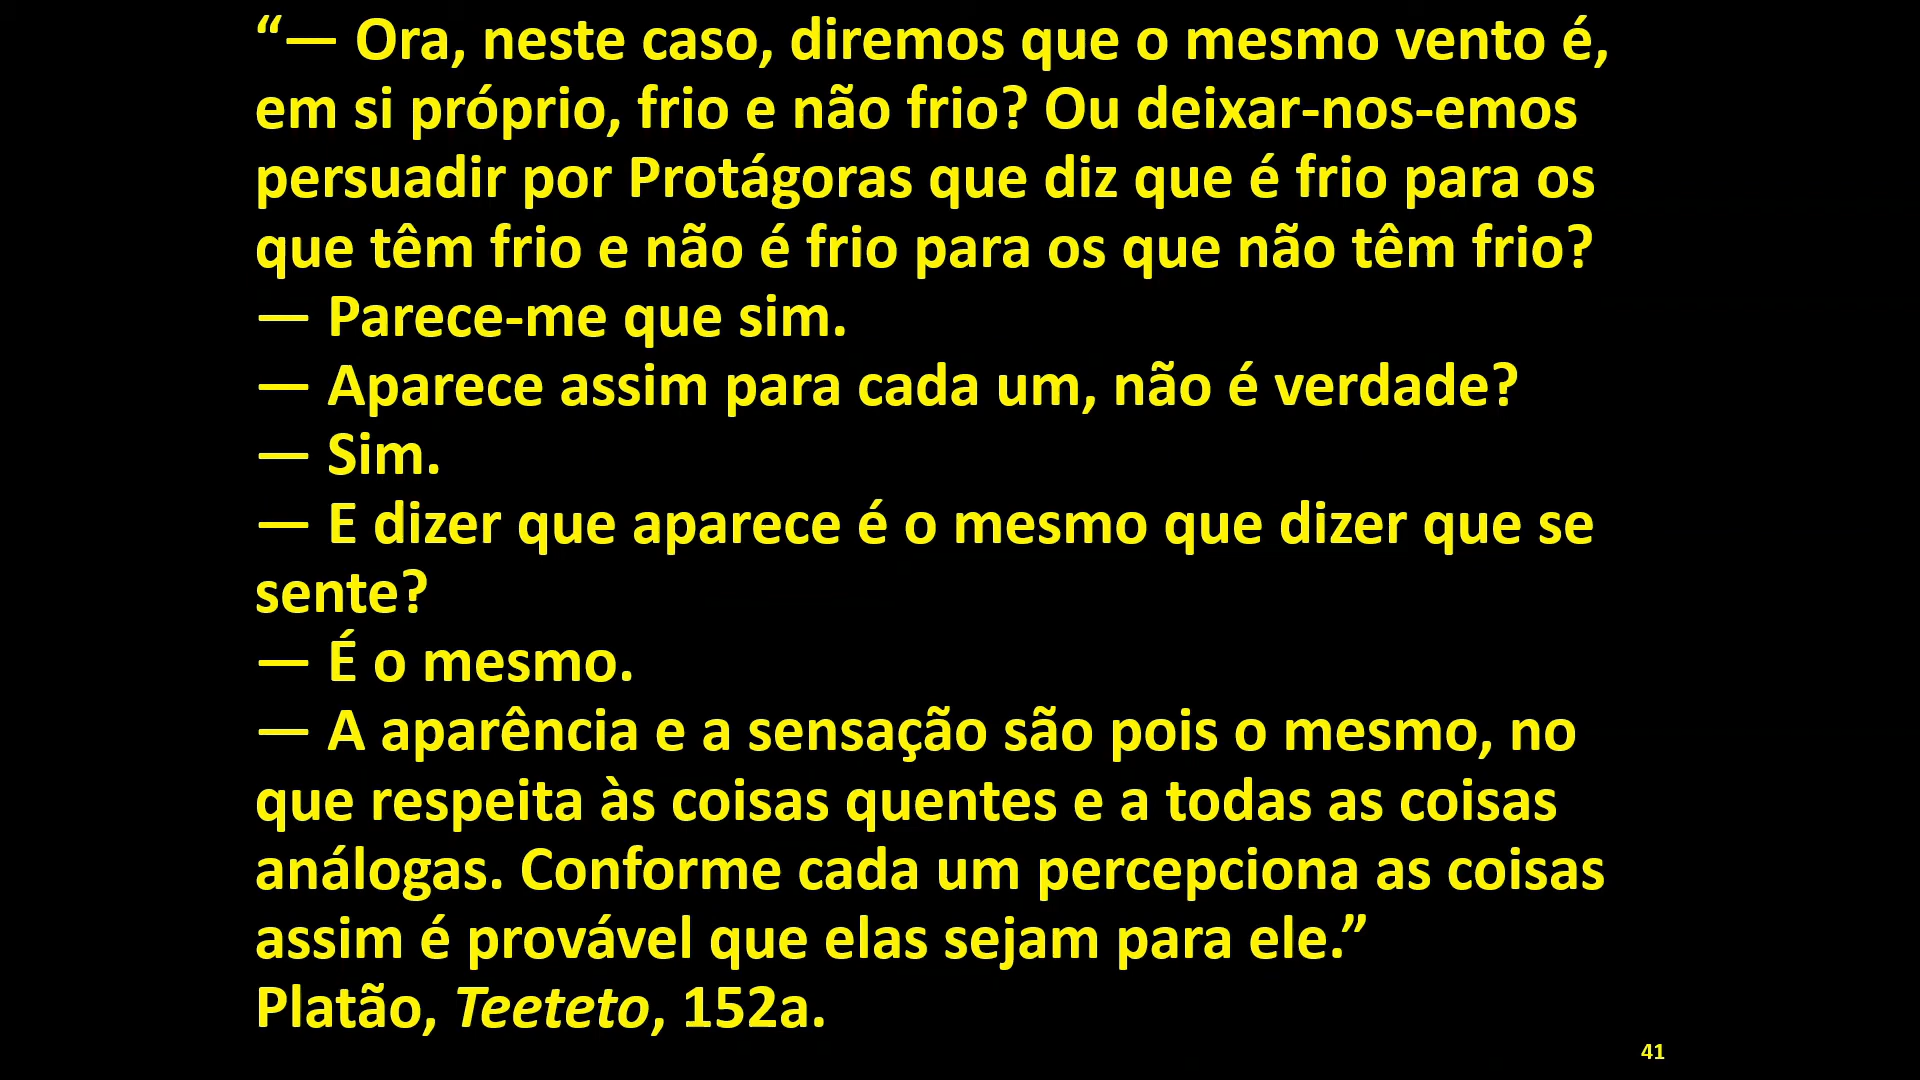 “— Ora, neste caso, diremos que o mesmo vento é,
em si próprio, frio e não frio? Ou deixar-nos-emos
persuadir por Protágoras que diz que é frio para os
que têm frio e não é frio para os que não têm frio?
— Parece-me que sim.
— Aparece assim para cada um, não é verdade?
— Sim.
— E dizer que aparece é o mesmo que dizer que se
sente?
— É o mesmo.
— A aparência e a sensação são pois o mesmo, no
que respeita às coisas quentes e a todas as coisas
análogas. Conforme cada um percepciona as coisas
assim é provável que elas sejam para ele.”
Platão, Teeteto, 152a.
41